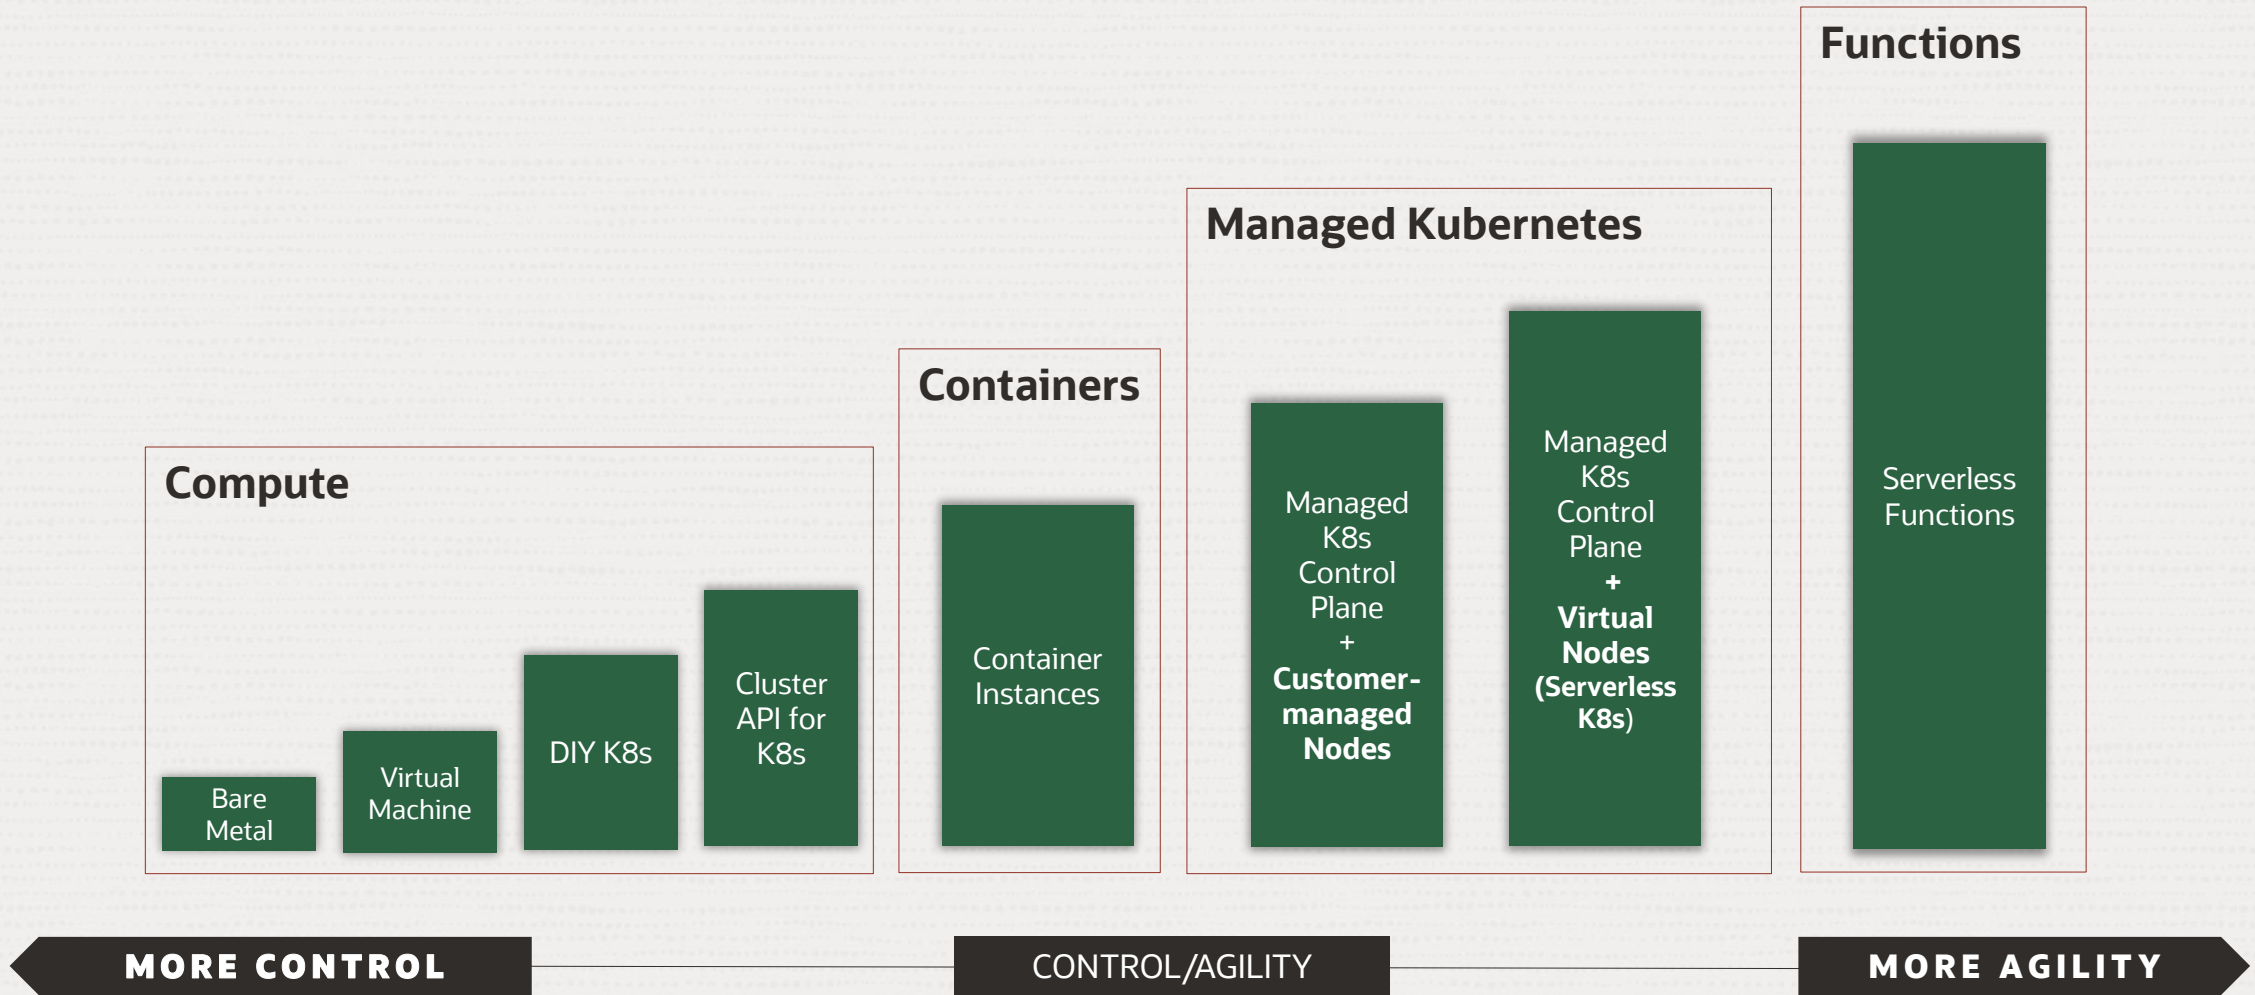 Compute
Bare
Metal
Virtual
Machine
DIY K8s
Cluster
API for
K8s
Containers
Container
Instances
Managed Kubernetes
Managed
K8s
Control
Plane
+
Customer-
managed
Nodes
Managed
K8s
Control
Plane
+
Virtual
Nodes
(Serverless
K8s)
Functions
Serverless
Functions
MORE CONTROL
CONTROL/AGILITY
MORE AGILITY